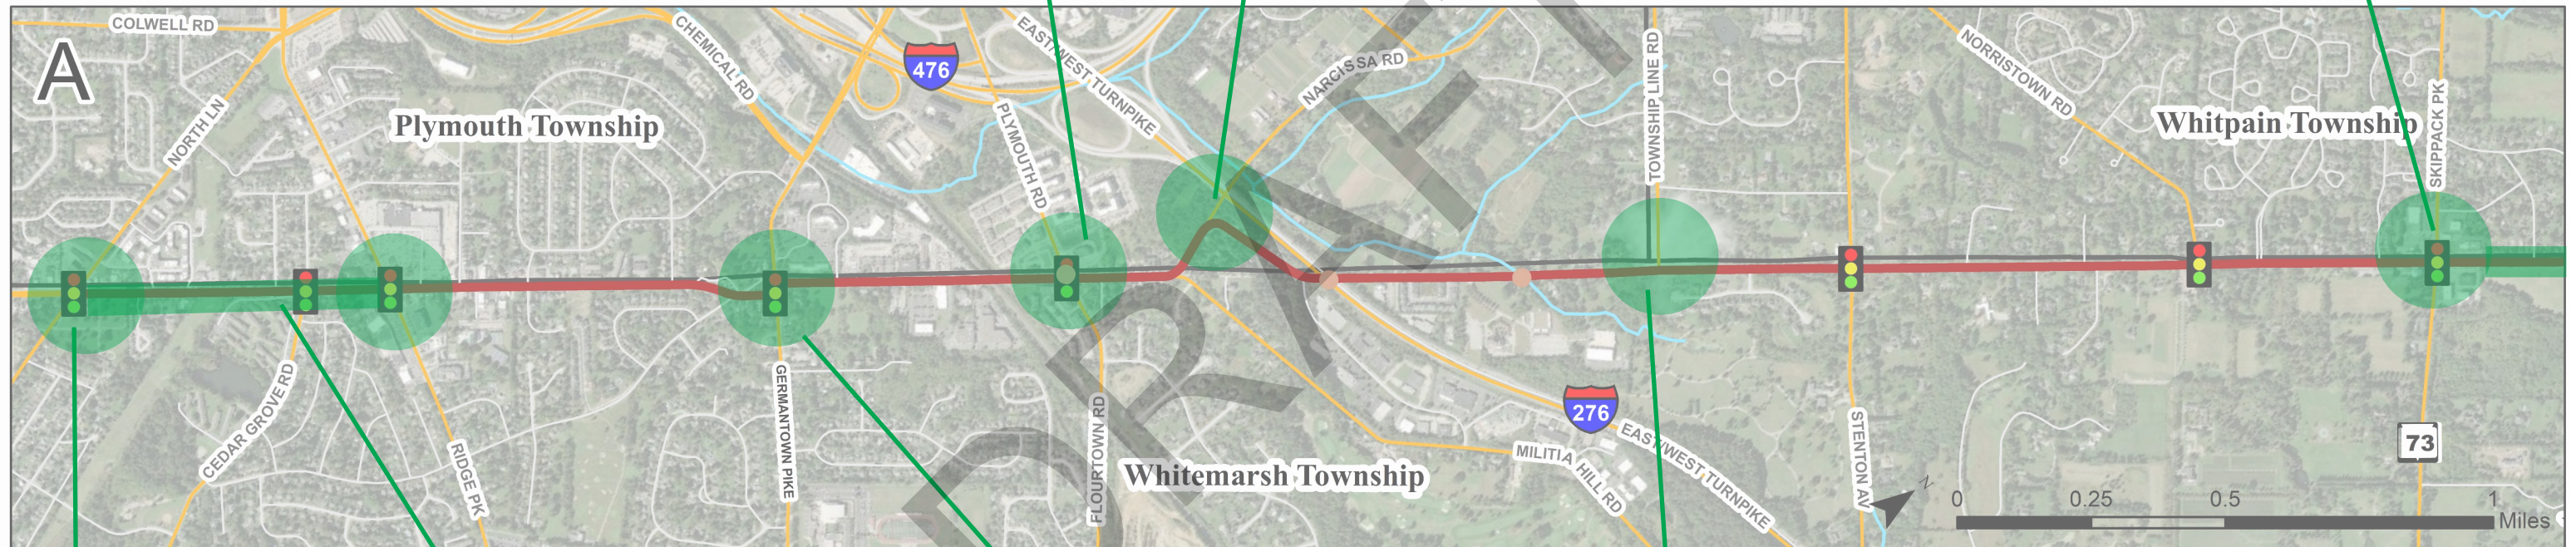 A
COLWELL RD
NORTH LN
Plymouth Township
CHEMICAL RD
476
EAST/WEST TURNPIKE
PLYMOUTH RD
NARCISSA RD
TOWNSHIP LINE RD
NORRISTOWN RD
Whitpain Township
SKIPPACK PK
CEDAR GROVE RD
RIDGE PK
GERMANTOWN PIKE
FLOURTOWN RD
Whitemarsh Township
DRAFT
276
MILITIA HILL RD
EAST/WEST TURNPIKE
STENTON AV
73
N
0 0.25 0.5 1
Miles